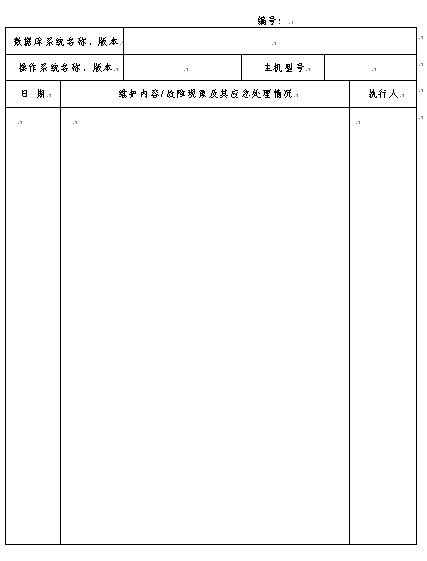 编号：
数据库系统名称、版本
操作系统名称、版本 主机型号
日 期 维护内容/故障现象及其应急处理情况 执行人